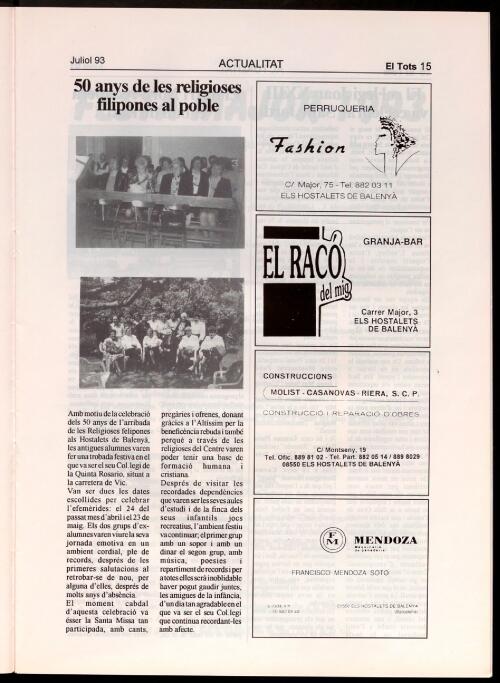 Juliol 93
ACTUALITAT
El Tots 15
50 anys de les religioses
filipones al poble
Amb motiu de la celebració
dels 50 anys de l'arribada
de les Religioses filipones
als Hostalets de Balenyà,
les antigues alumnes varen
fer una trobada festiva en el
que va ser el seu Col.legi de
la Quinta Rosario, situat a
la carretera de Vic.
Van ser dues les dates
escollides per celebrar
l'efemèrides: el 24 del
passat mes d'abril i el 23 de
maig. Els dos grups d'ex-
alumnes varen viure la seva
jornada emotiva en un
ambient cordial, ple de
records, després de les
primeres salutacions al
retrobar-se de nou, per
alguna d'elles, després de
molts anys d'absència.
El moment cabdal
d'aquesta celebració va
ésser la Santa Missa tan
participada, amb cants,
pregàries i ofrenes, donant
gràcies a l'Altíssim per la
beneficència rebuda i també
perquè a través de les
religioses del Centre varen
poder tenir una base de
formació humana i
cristiana.
Després de visitar les
recordades dependències
que varen ser les seves aules
d'estudi i de la finca dels
seus infantils jocs
recreatius, l'ambient festiu
va continuar; el primer grup
amb un sopar i amb un
dinar el segon grup, amb
música, poesies i
repartiment de records i per
a totes elles serà inoblidable
haver pogut gaudir juntes,
les amigues de la infància,
d'un dia tan agradable en el
que va ser el seu Col.legi
que continua recordant-les
amb afecte.
PERRUQUERIA
Fashion
C/ Major, 75 - Tel. 882 03 11
ELS HOSTALETS DE BALENYÀ
EL RACÓ
del mig
GRANJA-BAR
Carrer Major, 3
ELS HOSTALETS
DE BALENYÀ
CONSTRUCCIONS
MOLIST - CASANOVAS - RIERA, S. C. P.
CONSTRUCCIÓ I REPARACIÓ D'OBRES
C/ Montseny, 19
Tel. Ofic. 889 81 02 - Tel. Part. 882 05 14 / 889 8029
08550 ELS HOSTALETS DE BALENYÀ
FM
MENDOZA
Maquinaria
de panaderia
FRANCISCO MENDOZA SOTO
08550 ELS HOSTALETS DE BALENYÀ
(Barcelona)